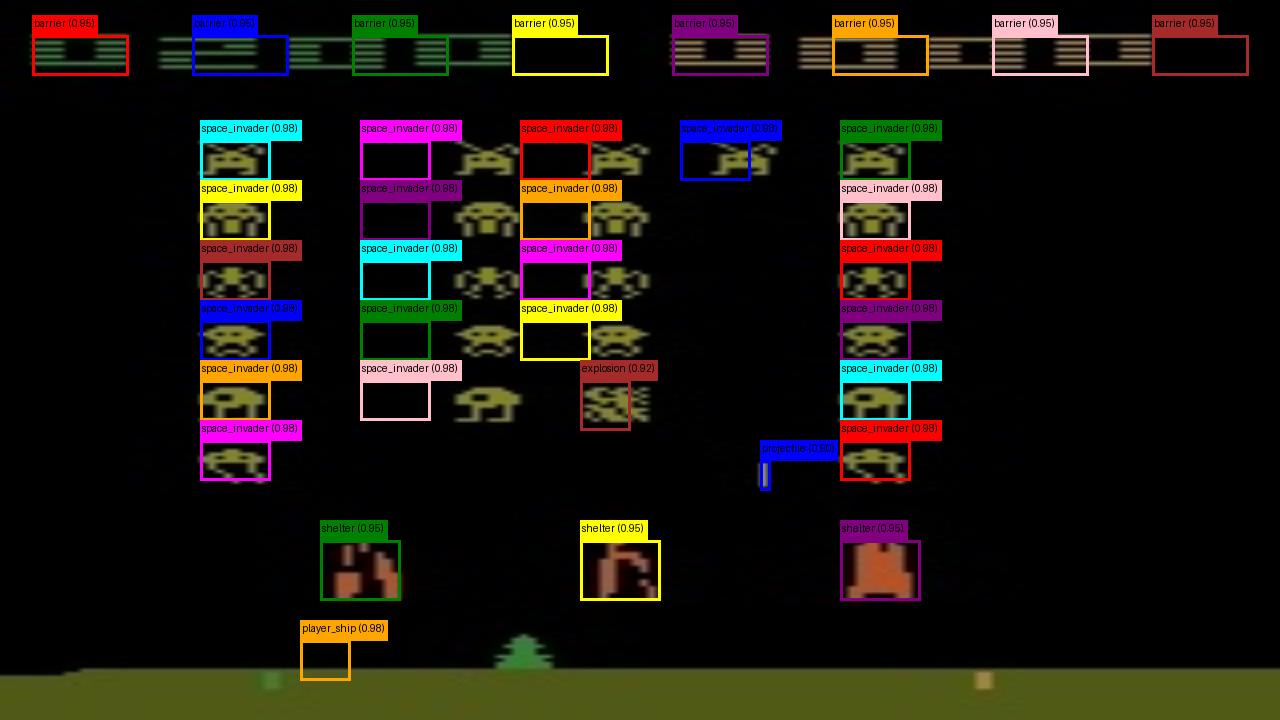 barrier (0.95) barrier (0.95) barrier (0.95) barrier (0.95) barrier (0.95) barrier (0.95) barrier (0.95) barrier (0.95)
space_invader (0.98) space_invader (0.98) space_invader (0.98) space_invader (0.98) space_invader (0.98)
space_invader (0.98) space_invader (0.98) space_invader (0.98) space_invader (0.98)
space_invader (0.98) space_invader (0.98) space_invader (0.98) space_invader (0.98)
space_invader (0.98) space_invader (0.98) space_invader (0.98) space_invader (0.98)
space_invader (0.98) space_invader (0.98) explosion (0.92) space_invader (0.98)
space_invader (0.98) space_invader (0.98)
projectile (0.90)
shelter (0.95) shelter (0.95) shelter (0.95)
player_ship (0.98)